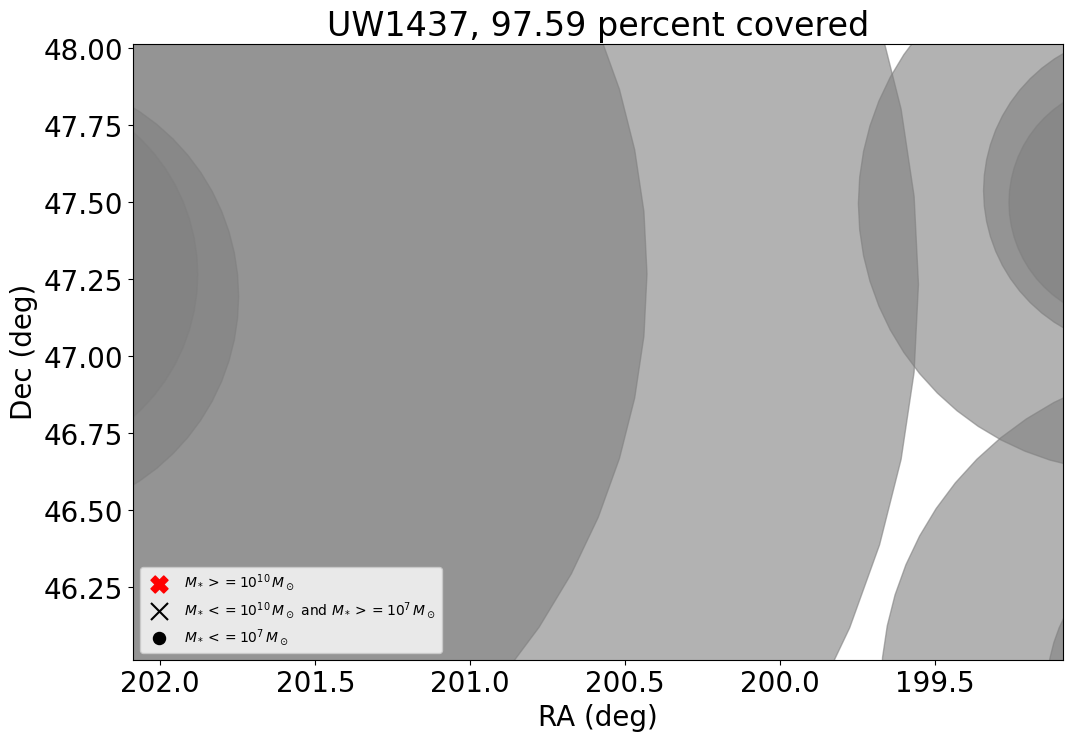 UW1437, 97.59 percent covered
48.00
47.75
47.50
47.25
47.00
46.75
46.50
46.25
Dec (deg)
M* >= 10^10 M⊙
M* <= 10^10 M⊙ and M* >= 10^7 M⊙
M* <= 10^7 M⊙
202.0 201.5 201.0 200.5 200.0 199.5
RA (deg)